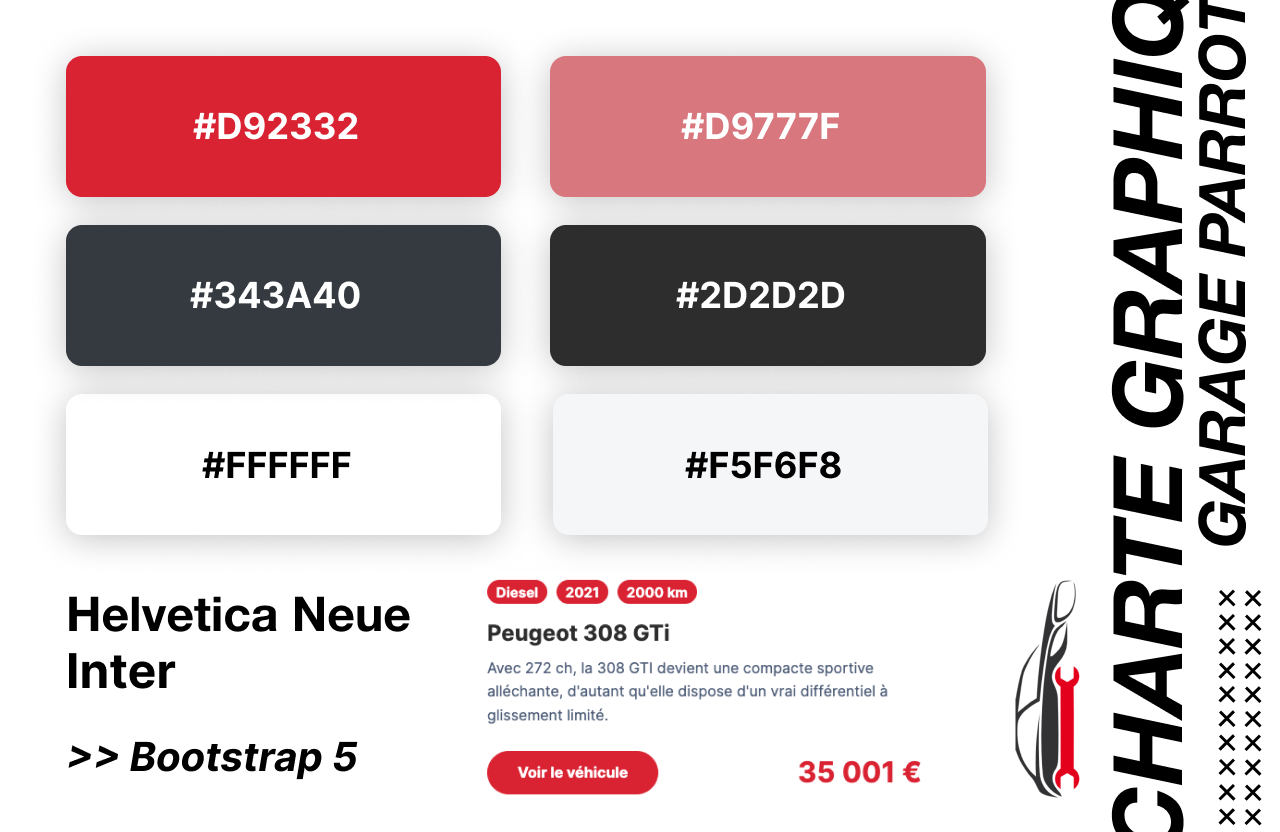 #D92332
#D9777F
#343A40
#2D2D2D
#FFFFFF
#F5F6F8
Helvetica Neue
Inter
>> Bootstrap 5
Diesel
2021
2000 km
Peugeot 308 GTi
Avec 272 ch, la 308 GTI devient une compacte sportive
alléchante, d'autant qu'elle dispose d'un vrai différentiel à
glissement limité.
Voir le véhicule
35 001 €
CHARTE GRAPHIQ
GARAGE PARROT